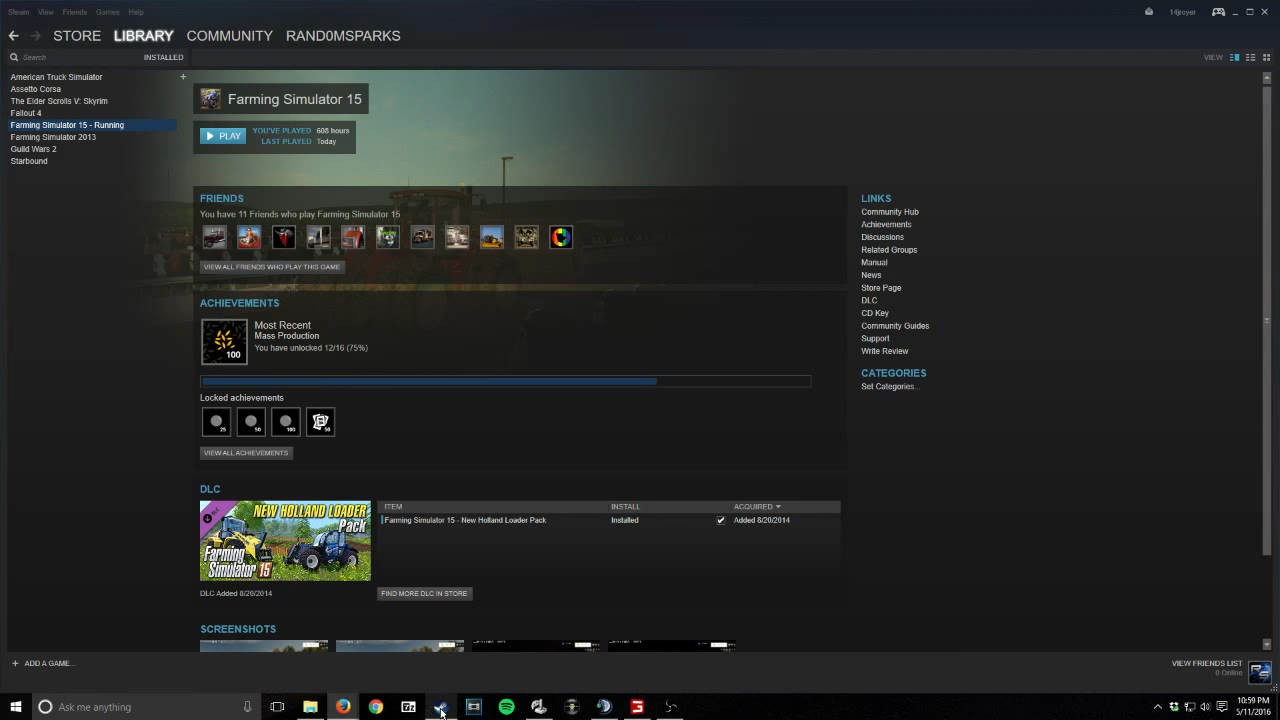 Steam View Friends Games Help
14jroyer
STORE LIBRARY COMMUNITY RAND0MSPARKS
Search INSTALLED
VIEW
American Truck Simulator
Assetto Corsa
The Elder Scrolls V: Skyrim
Fallout 4
Farming Simulator 15 - Running
Farming Simulator 2013
Guild Wars 2
Starbound
Farming Simulator 15
PLAY
YOU'VE PLAYED 608 hours
LAST PLAYED Today
FRIENDS
You have 11 Friends who play Farming Simulator 15
VIEW ALL FRIENDS WHO PLAY THIS GAME
ACHIEVEMENTS
Most Recent
Mass Production
You have unlocked 12/16 (75%)
100
Locked achievements
25 50 100 50
VIEW ALL ACHIEVEMENTS
DLC
NEW HOLLAND LOADER
Pack
Farming
Simulator 15
DLC Added 8/20/2014
ITEM INSTALL ACQUIRED
Farming Simulator 15 - New Holland Loader Pack Installed Added 8/20/2014
FIND MORE DLC IN STORE
SCREENSHOTS
LINKS
Community Hub
Achievements
Discussions
Related Groups
Manual
News
Store Page
DLC
CD Key
Community Guides
Support
Write Review
CATEGORIES
Set Categories...
+ ADD A GAME...
VIEW FRIENDS LIST
0 Online
Ask me anything
10:59 PM
5/11/2016